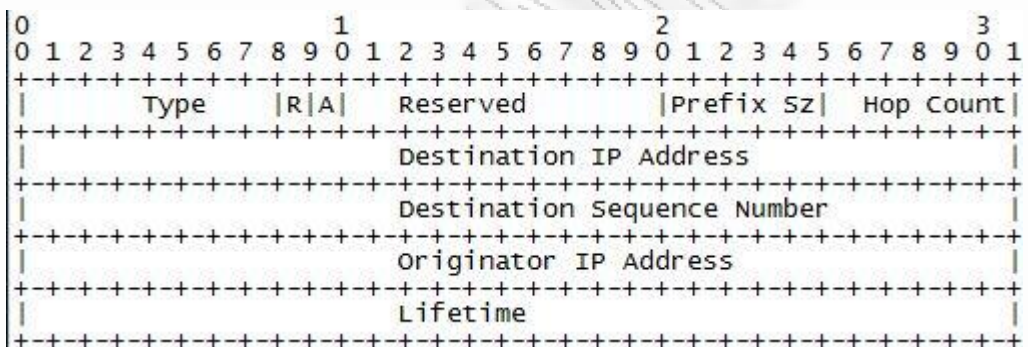 0                   1                   2                   3
0 1 2 3 4 5 6 7 8 9 0 1 2 3 4 5 6 7 8 9 0 1 2 3 4 5 6 7 8 9 0 1
+-+-+-+-+-+-+-+-+-+-+-+-+-+-+-+-+-+-+-+-+-+-+-+-+-+-+-+-+-+-+-+-+
|       Type    |R|A|   Reserved        |Prefix Sz|  Hop Count|
+-+-+-+-+-+-+-+-+-+-+-+-+-+-+-+-+-+-+-+-+-+-+-+-+-+-+-+-+-+-+-+-+
|                       Destination IP Address                |
+-+-+-+-+-+-+-+-+-+-+-+-+-+-+-+-+-+-+-+-+-+-+-+-+-+-+-+-+-+-+-+-+
|                       Destination Sequence Number           |
+-+-+-+-+-+-+-+-+-+-+-+-+-+-+-+-+-+-+-+-+-+-+-+-+-+-+-+-+-+-+-+-+
|                       Originator IP Address                 |
+-+-+-+-+-+-+-+-+-+-+-+-+-+-+-+-+-+-+-+-+-+-+-+-+-+-+-+-+-+-+-+-+
|                       Lifetime                              |
+-+-+-+-+-+-+-+-+-+-+-+-+-+-+-+-+-+-+-+-+-+-+-+-+-+-+-+-+-+-+-+-+